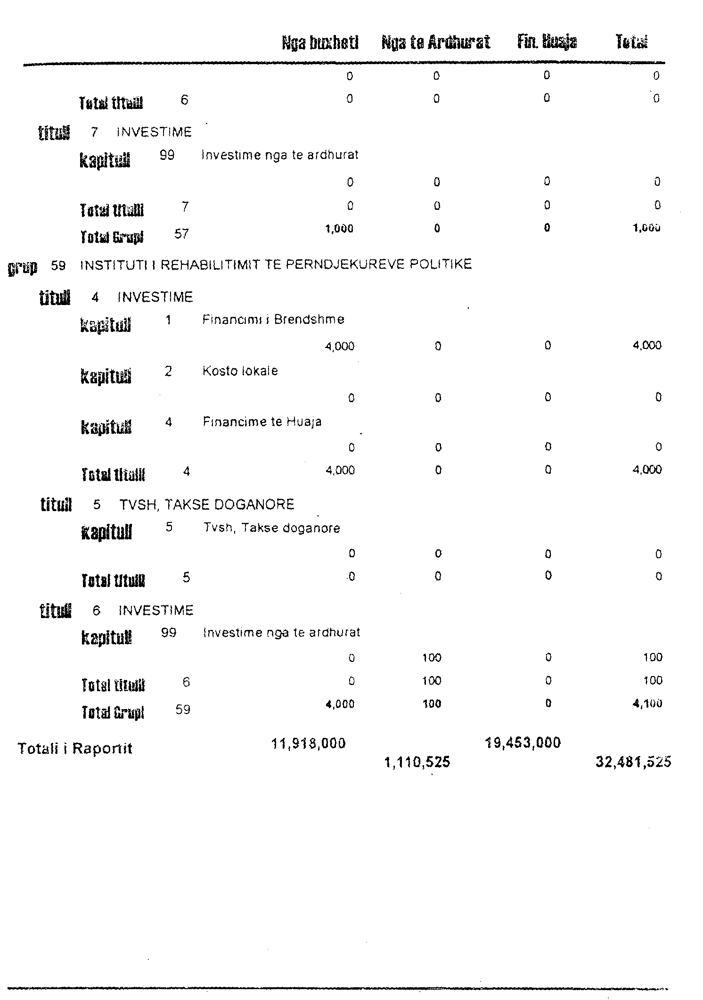 Nga buxheti Nga te Ardhurat Fin. Huaja Total
0 0 0 0
Total titulli 6 0 0 0 0
titull 7 INVESTIME
kapitull 99 Investime nga te ardhurat
0 0 0 0
Total titulli 7 0 0 0 0
Total Grupi 57 1,000 0 0 1,000
grup 59 INSTITUTI I REHABILITIMIT TE PERNDJEKUREVE POLITIKE
titull 4 INVESTIME
kapitull 1 Financimi i Brendshme
4,000 0 0 4,000
kapitull 2 Kosto lokale
0 0 0 0
kapitull 4 Financime te Huaja
0 0 0 0
Total titulli 4 4,000 0 0 4,000
titull 5 TVSH, TAKSE DOGANORE
kapitull 5 Tvsh, Takse doganore
0 0 0 0
Total titulli 5 0 0 0 0
titull 6 INVESTIME
kapitull 99 Investime nga te ardhurat
0 100 0 100
Total titulli 6 0 100 0 100
Total Grupi 59 4,000 100 0 4,100
Totali i Raportit 11,918,000 19,453,000
1,110,525 32,481,525